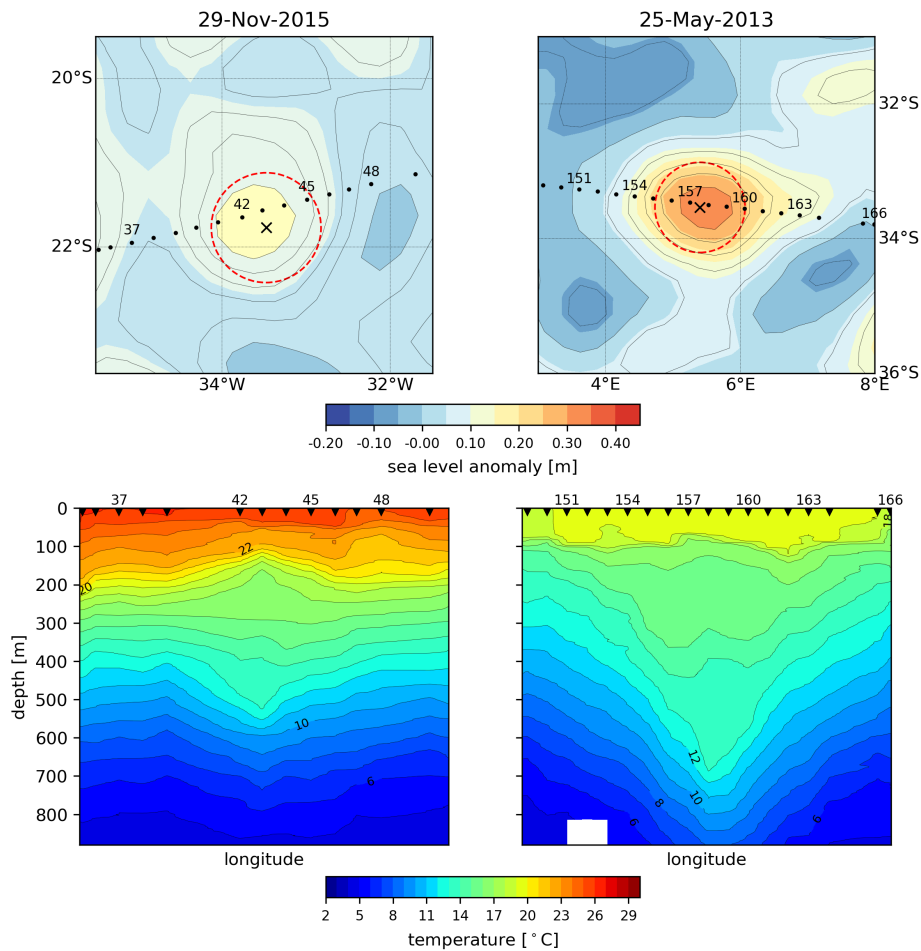 29-Nov-2015 25-May-2013
20°S
22°S
37 42 45 48
34°W 32°W
151 154 157 160 163 166
32°S
34°S
36°S
4°E 6°E 8°E
-0.20 -0.10 -0.00 0.10 0.20 0.30 0.40
sea level anomaly [m]
37 42 45 48
151 154 157 160 163 166
0
100
200
300
400
500
600
700
800
depth [m]
22
20
10
6
18
12
10
8
6
6
longitude longitude
2 5 8 11 14 17 20 23 26 29
temperature [°C]